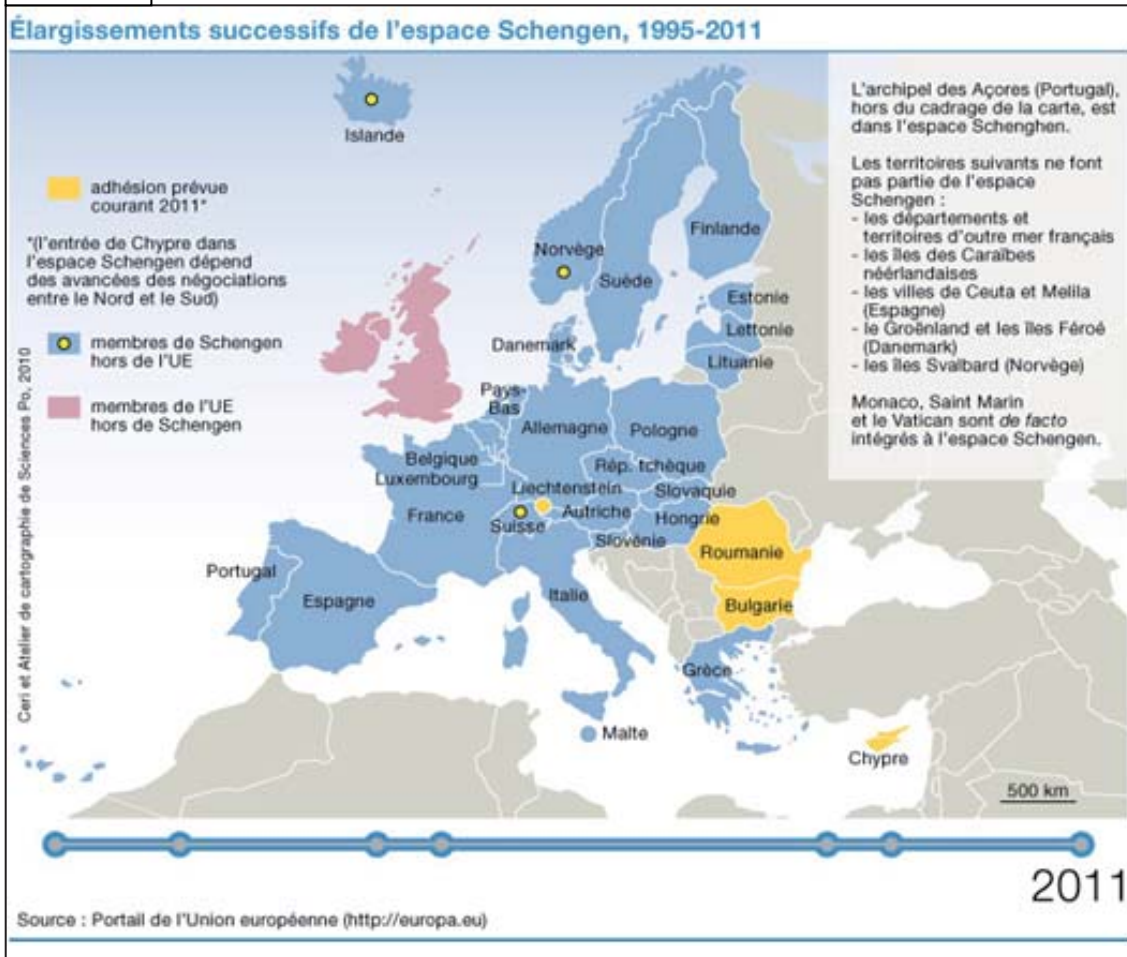 Élargissements successifs de l'espace Schengen, 1995-2011
L'archipel des Açores (Portugal),
hors du cadrage de la carte, est
dans l'espace Schenghen.
Les territoires suivants ne font
pas partie de l'espace
Schengen :
- les départements et
territoires d'outre mer français
- les îles des Caraïbes
néérlandaises
- les villes de Ceuta et Melila
(Espagne)
- le Groënland et les îles Féroé
(Danemark)
- les îles Svalbard (Norvège)
Monaco, Saint Marin
et le Vatican sont de facto
intégrés à l'espace Schengen.
adhésion prévue
courant 2011*
*(l'entrée de Chypre dans
l'espace Schengen dépend
des avancées des négociations
entre le Nord et le Sud)
membres de Schengen
hors de l'UE
membres de l'UE
hors de Schengen
Ceri et Atelier de cartographie de Sciences Po, 2010
Islande
Norvège
Finlande
Suède
Estonie
Lettonie
Danemark
Lituanie
Pays-
Bas
Allemagne
Pologne
Belgique
Rép. tchèque
Luxembourg
Liechtenstein
Slovaquie
France
Suisse
Autriche
Hongrie
Slovénie
Roumanie
Portugal
Espagne
Italie
Bulgarie
Grèce
Malte
Chypre
500 km
2011
Source : Portail de l'Union européenne (http://europa.eu)